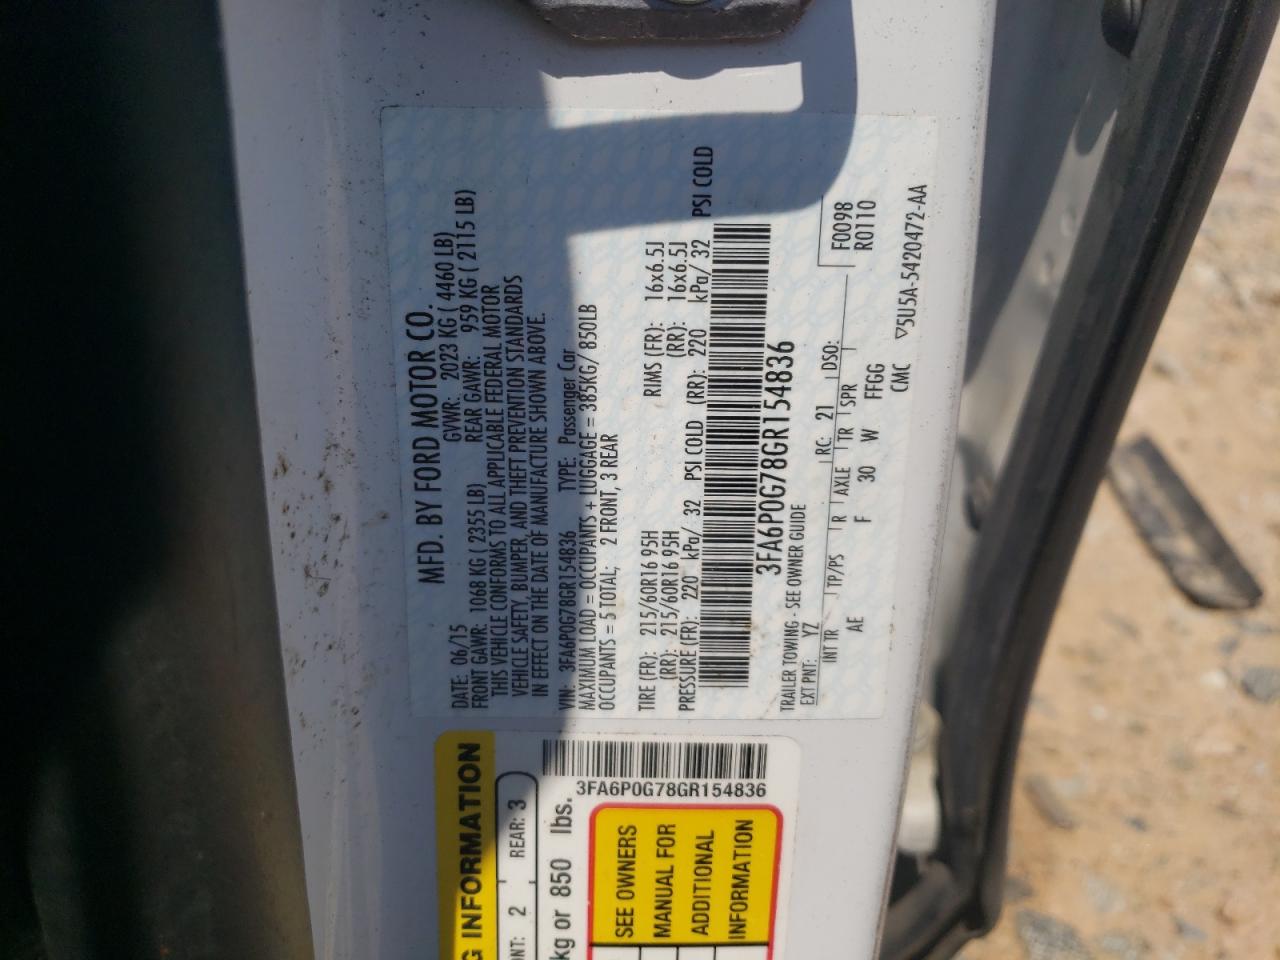 MFD. BY FORD MOTOR CO.
DATE: 06/15 GVWR: 2023 KG ( 4460 LB)
FRONT GAWR: 1068 KG ( 2355 LB) REAR GAWR: 959 KG ( 2115 LB)
THIS VEHICLE CONFORMS TO ALL APPLICABLE FEDERAL MOTOR
VEHICLE SAFETY, BUMPER, AND THEFT PREVENTION STANDARDS
IN EFFECT ON THE DATE OF MANUFACTURE SHOWN ABOVE.
VIN: 3FA6P0G78GR154836 TYPE: Passenger Car
MAXIMUM LOAD = OCCUPANTS + LUGGAGE = 385KG/ 850LB
OCCUPANTS = 5 TOTAL; 2 FRONT, 3 REAR
TIRE (FR): 215/60R16 95H RIMS (FR): 16x6.5J
(RR): 215/60R16 95H (RR): 16x6.5J
PRESSURE (FR): 220 kPa/ 32 PSI COLD (RR): 220 kPa/ 32 PSI COLD
3FA6P0G78GR154836
TRAILER TOWING - SEE OWNER GUIDE
EXT PNT: YZ RC: 21 DSO: F0098
INT TR TP/PS R AXLE TR SPR R0110
AE F 30 W FFGG
CMC ▽5U5A-5420472-AA
G INFORMATION
NT: 2 REAR: 3
3FA6P0G78GR154836
kg or 850 lbs.
SEE OWNERS
MANUAL FOR
ADDITIONAL
INFORMATION